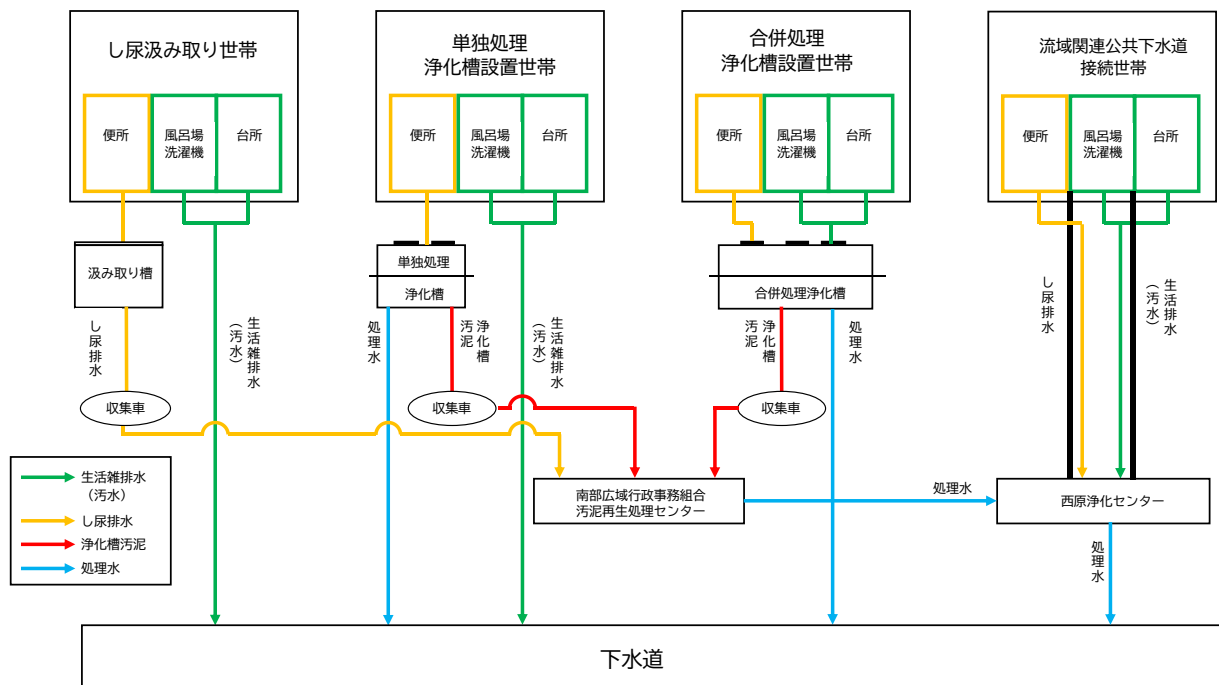 し尿汲み取り世帯
便所
風呂場
洗濯機
台所
汲み取り槽
し尿排水
収集車
生活雑排水
（汚水）
単独処理
浄化槽設置世帯
便所
風呂場
洗濯機
台所
単独処理
浄化槽
処理水
浄化槽
汚泥
収集車
生活雑排水
（汚水）
合併処理
浄化槽設置世帯
便所
風呂場
洗濯機
台所
合併処理浄化槽
浄化槽
汚泥
処理水
収集車
流域関連公共下水道
接続世帯
便所
風呂場
洗濯機
台所
し尿排水
生活排水
（汚水）
南部広域行政事務組合
汚泥再生処理センター
処理水
西原浄化センター
処理水
生活雑排水
（汚水）
し尿排水
浄化槽汚泥
処理水
下水道